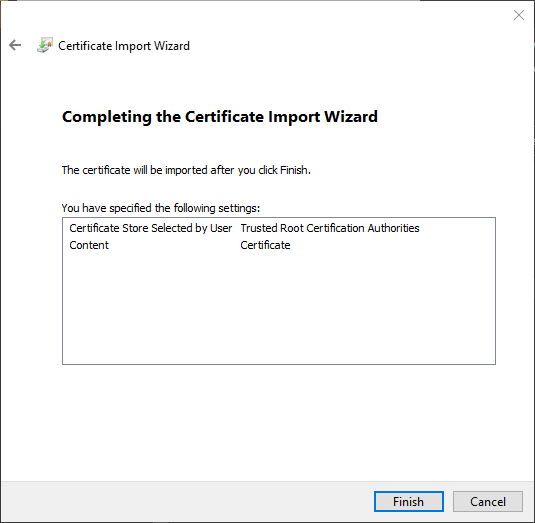 Certificate Import Wizard
Completing the Certificate Import Wizard
The certificate will be imported after you click Finish.
You have specified the following settings:
Certificate Store Selected by User Trusted Root Certification Authorities
Content Certificate
Finish Cancel